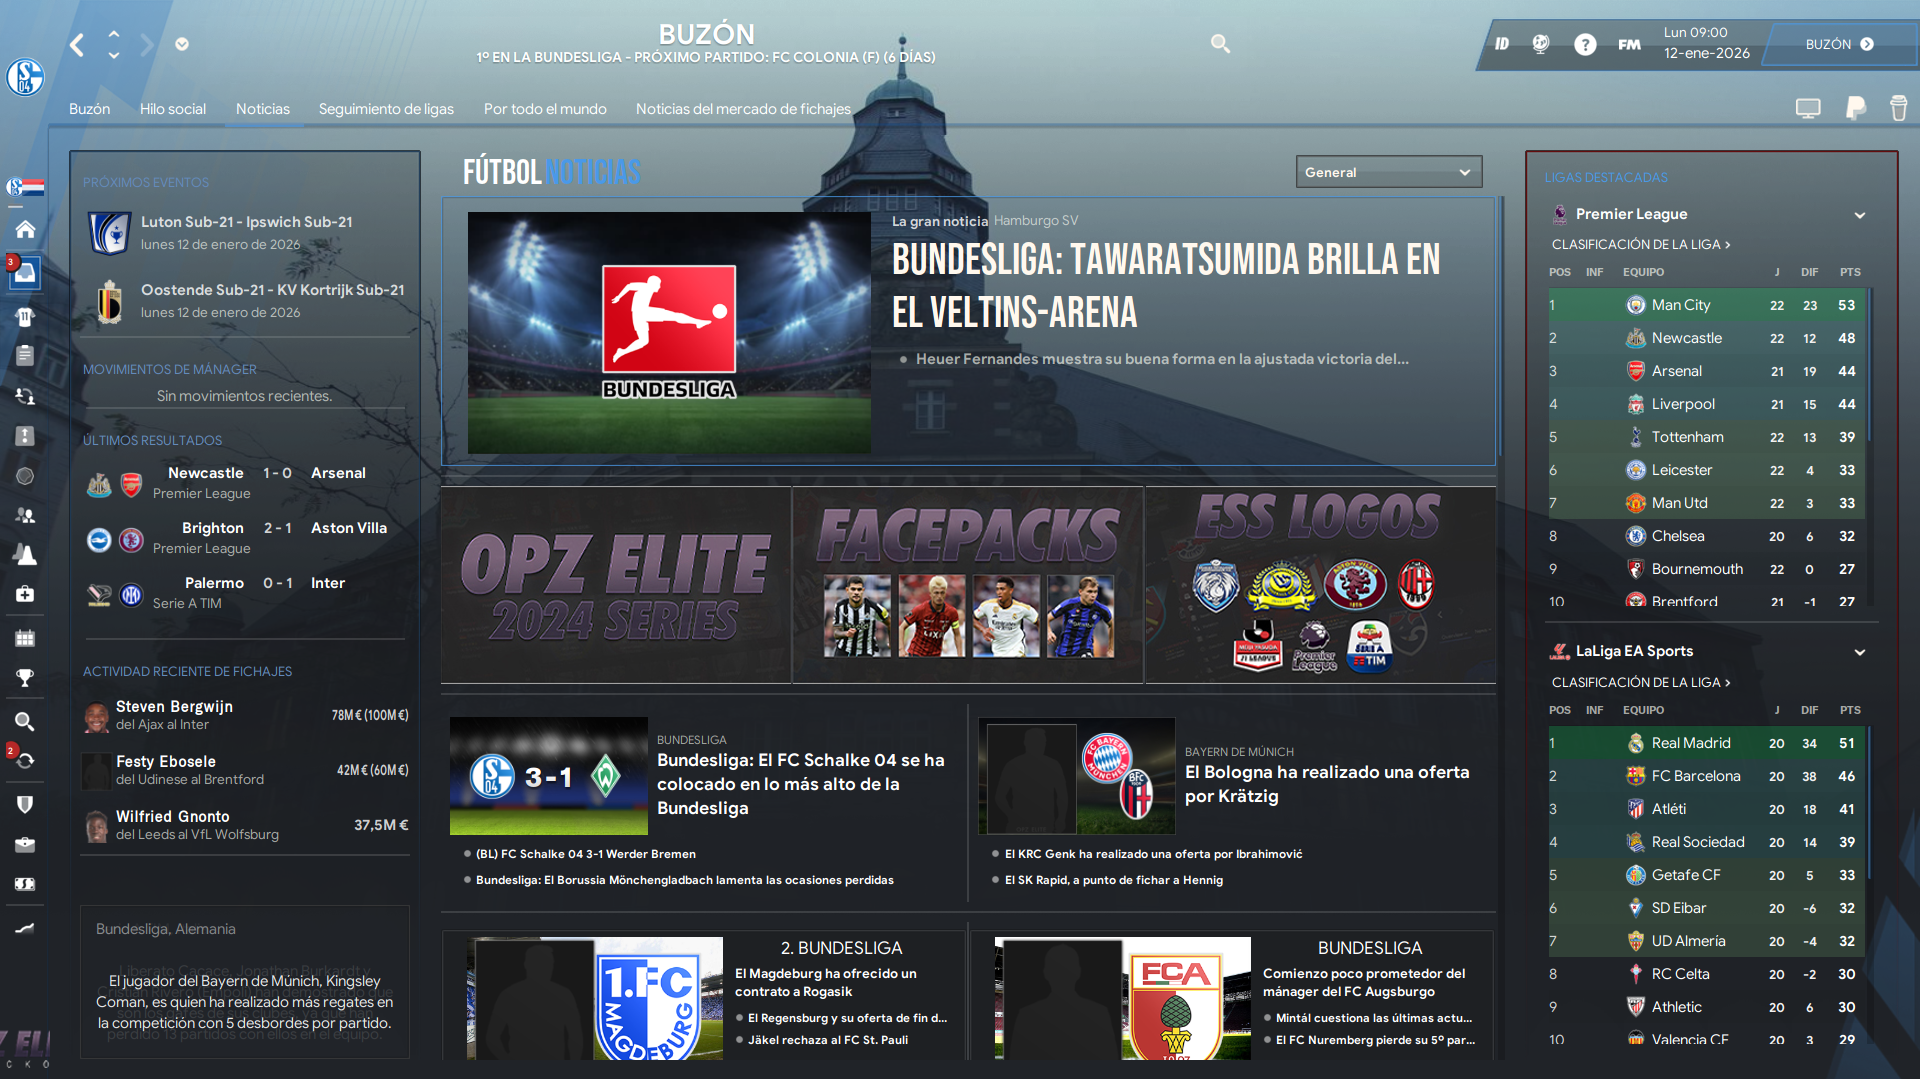 BUZÓN
1º EN LA BUNDESLIGA - PRÓXIMO PARTIDO: FC COLONIA (F) (6 DÍAS)
ID
FM
Lun 09:00
12-ene-2026
BUZÓN
Buzón
Hilo social
Noticias
Seguimiento de ligas
Por todo el mundo
Noticias del mercado de fichajes
3
2
PRÓXIMOS EVENTOS
Luton Sub-21 - Ipswich Sub-21
lunes 12 de enero de 2026
Oostende Sub-21 - KV Kortrijk Sub-21
lunes 12 de enero de 2026
MOVIMIENTOS DE MÁNAGER
Sin movimientos recientes.
ÚLTIMOS RESULTADOS
Newcastle 1 - 0 Arsenal
Premier League
Brighton 2 - 1 Aston Villa
Premier League
Palermo 0 - 1 Inter
Serie A TIM
ACTIVIDAD RECIENTE DE FICHAJES
Steven Bergwijn
del Ajax al Inter
78M € (100M €)
Festy Ebosele
del Udinese al Brentford
42M € (60M €)
Wilfried Gnonto
del Leeds al VfL Wolfsburg
37,5M €
Bundesliga, Alemania
El jugador del Bayern de Múnich, Kingsley
Coman, es quien ha realizado más regates en
la competición con 5 desbordes por partido.
FÚTBOL NOTICIAS
General
BUNDESLIGA
La gran noticia Hamburgo SV
BUNDESLIGA: TAWARATSUMIDA BRILLA EN
EL VELTINS-ARENA
Heuer Fernandes muestra su buena forma en la ajustada victoria del...
OPZ ELITE
2024 SERIES
FACEPACKS
ESS LOGOS
3 - 1
BUNDESLIGA
Bundesliga: El FC Schalke 04 se ha
colocado en lo más alto de la
Bundesliga
(BL) FC Schalke 04 3-1 Werder Bremen
Bundesliga: El Borussia Mönchengladbach lamenta las ocasiones perdidas
BAYERN DE MÚNICH
El Bologna ha realizado una oferta
por Krätzig
El KRC Genk ha realizado una oferta por Ibrahimović
El SK Rapid, a punto de fichar a Hennig
1.FC
MAGDEBURG
2. BUNDESLIGA
El Magdeburg ha ofrecido un
contrato a Rogasik
El Regensburg y su oferta de fin d...
Jäkel rechaza al FC St. Pauli
FCA
1907
BUNDESLIGA
Comienzo poco prometedor del
mánager del FC Augsburgo
Mintál cuestiona las últimas actu...
El FC Nuremberg pierde su 5º par...
LIGAS DESTACADAS
Premier League
CLASIFICACIÓN DE LA LIGA
POS INF EQUIPO J DIF PTS
1 Man City 22 23 53
2 Newcastle 22 12 48
3 Arsenal 21 19 44
4 Liverpool 21 15 44
5 Tottenham 22 13 39
6 Leicester 22 4 33
7 Man Utd 22 3 33
8 Chelsea 20 6 32
9 Bournemouth 22 0 27
10 Brentford 21 -1 27
LaLiga EA Sports
CLASIFICACIÓN DE LA LIGA
POS INF EQUIPO J DIF PTS
1 Real Madrid 20 34 51
2 FC Barcelona 20 38 46
3 Atléti 20 18 41
4 Real Sociedad 20 14 39
5 Getafe CF 20 5 33
6 SD Eibar 20 -6 32
7 UD Almería 20 -4 32
8 RC Celta 20 -2 30
9 Athletic 20 6 30
10 Valencia CF 20 3 29